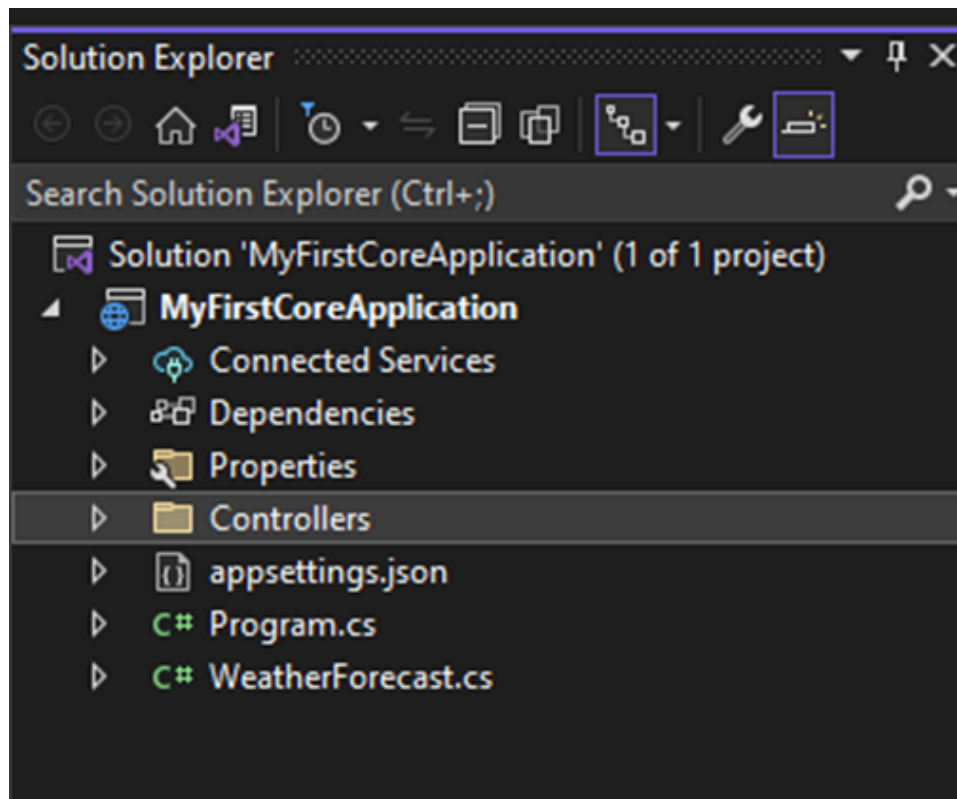 Solution Explorer
Search Solution Explorer (Ctrl+;)
Solution 'MyFirstCoreApplication' (1 of 1 project)
MyFirstCoreApplication
Connected Services
Dependencies
Properties
Controllers
appsettings.json
C# Program.cs
C# WeatherForecast.cs